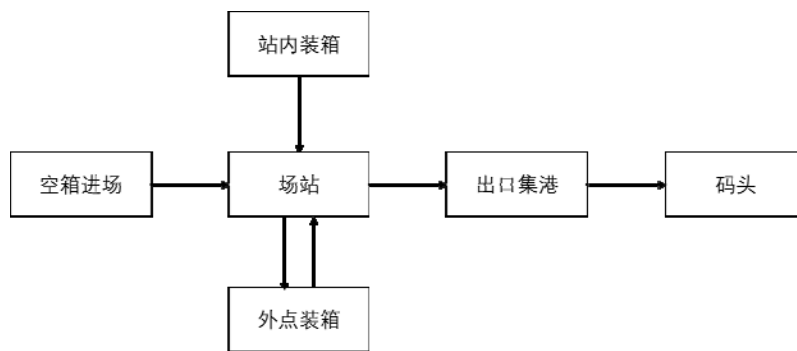 站内装箱
空箱进场
场站
出口集港
码头
外点装箱